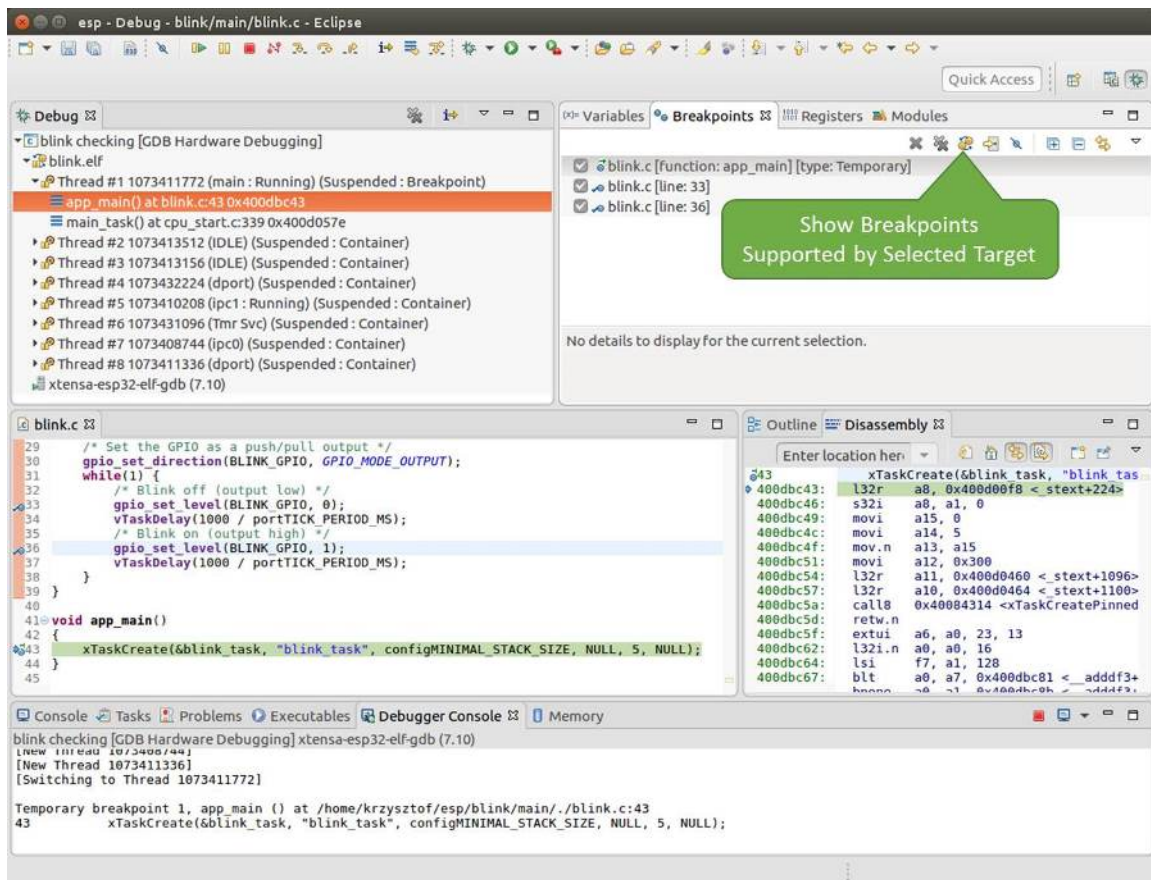 esp - Debug - blink/main/blink.c - Eclipse
Quick Access
Debug
blink checking [GDB Hardware Debugging]
blink.elf
Thread #1 1073411772 (main : Running) (Suspended : Breakpoint)
app_main() at blink.c:43 0x400dbc43
main_task() at cpu_start.c:339 0x400d057e
Thread #2 1073413512 (IDLE) (Suspended : Container)
Thread #3 1073413156 (IDLE) (Suspended : Container)
Thread #4 1073432224 (dport) (Suspended : Container)
Thread #5 1073410208 (ipc1 : Running) (Suspended : Container)
Thread #6 1073431096 (Tmr Svc) (Suspended : Container)
Thread #7 1073408744 (ipc0) (Suspended : Container)
Thread #8 1073411336 (dport) (Suspended : Container)
xtensa-esp32-elf-gdb (7.10)
(x)= Variables Breakpoints Registers Modules
blink.c [function: app_main] [type: Temporary]
blink.c [line: 33]
blink.c [line: 36]
Show Breakpoints
Supported by Selected Target
No details to display for the current selection.
blink.c
29 /* Set the GPIO as a push/pull output */
30 gpio_set_direction(BLINK_GPIO, GPIO_MODE_OUTPUT);
31 while(1) {
32 /* Blink off (output low) */
33 gpio_set_level(BLINK_GPIO, 0);
34 vTaskDelay(1000 / portTICK_PERIOD_MS);
35 /* Blink on (output high) */
36 gpio_set_level(BLINK_GPIO, 1);
37 vTaskDelay(1000 / portTICK_PERIOD_MS);
38 }
39 }
40
41 void app_main()
42 {
43 xTaskCreate(&blink_task, "blink_task", configMINIMAL_STACK_SIZE, NULL, 5, NULL);
44 }
45
Outline Disassembly
Enter location her
43 xTaskCreate(&blink_task, "blink_tas
400dbc43: l32r a8, 0x400d00f8 <_stext+224>
400dbc46: s32i a8, a1, 0
400dbc49: movi a15, 0
400dbc4c: movi a14, 5
400dbc4f: mov.n a13, a15
400dbc51: movi a12, 0x300
400dbc54: l32r a11, 0x400d0460 <_stext+1096>
400dbc57: l32r a10, 0x400d0464 <_stext+1100>
400dbc5a: call8 0x40084314 <xTaskCreatePinned
400dbc5d: retw.n
400dbc5f: extui a6, a0, 23, 13
400dbc62: l32i.n a0, a0, 16
400dbc64: lsi f7, a1, 128
400dbc67: blt a0, a7, 0x400dbc81 <__adddf3+
Console Tasks Problems Executables Debugger Console Memory
blink checking [GDB Hardware Debugging] xtensa-esp32-elf-gdb (7.10)
[New Thread 1073408744]
[New Thread 1073411336]
[Switching to Thread 1073411772]
Temporary breakpoint 1, app_main () at /home/krzysztof/esp/blink/main/./blink.c:43
43 xTaskCreate(&blink_task, "blink_task", configMINIMAL_STACK_SIZE, NULL, 5, NULL);